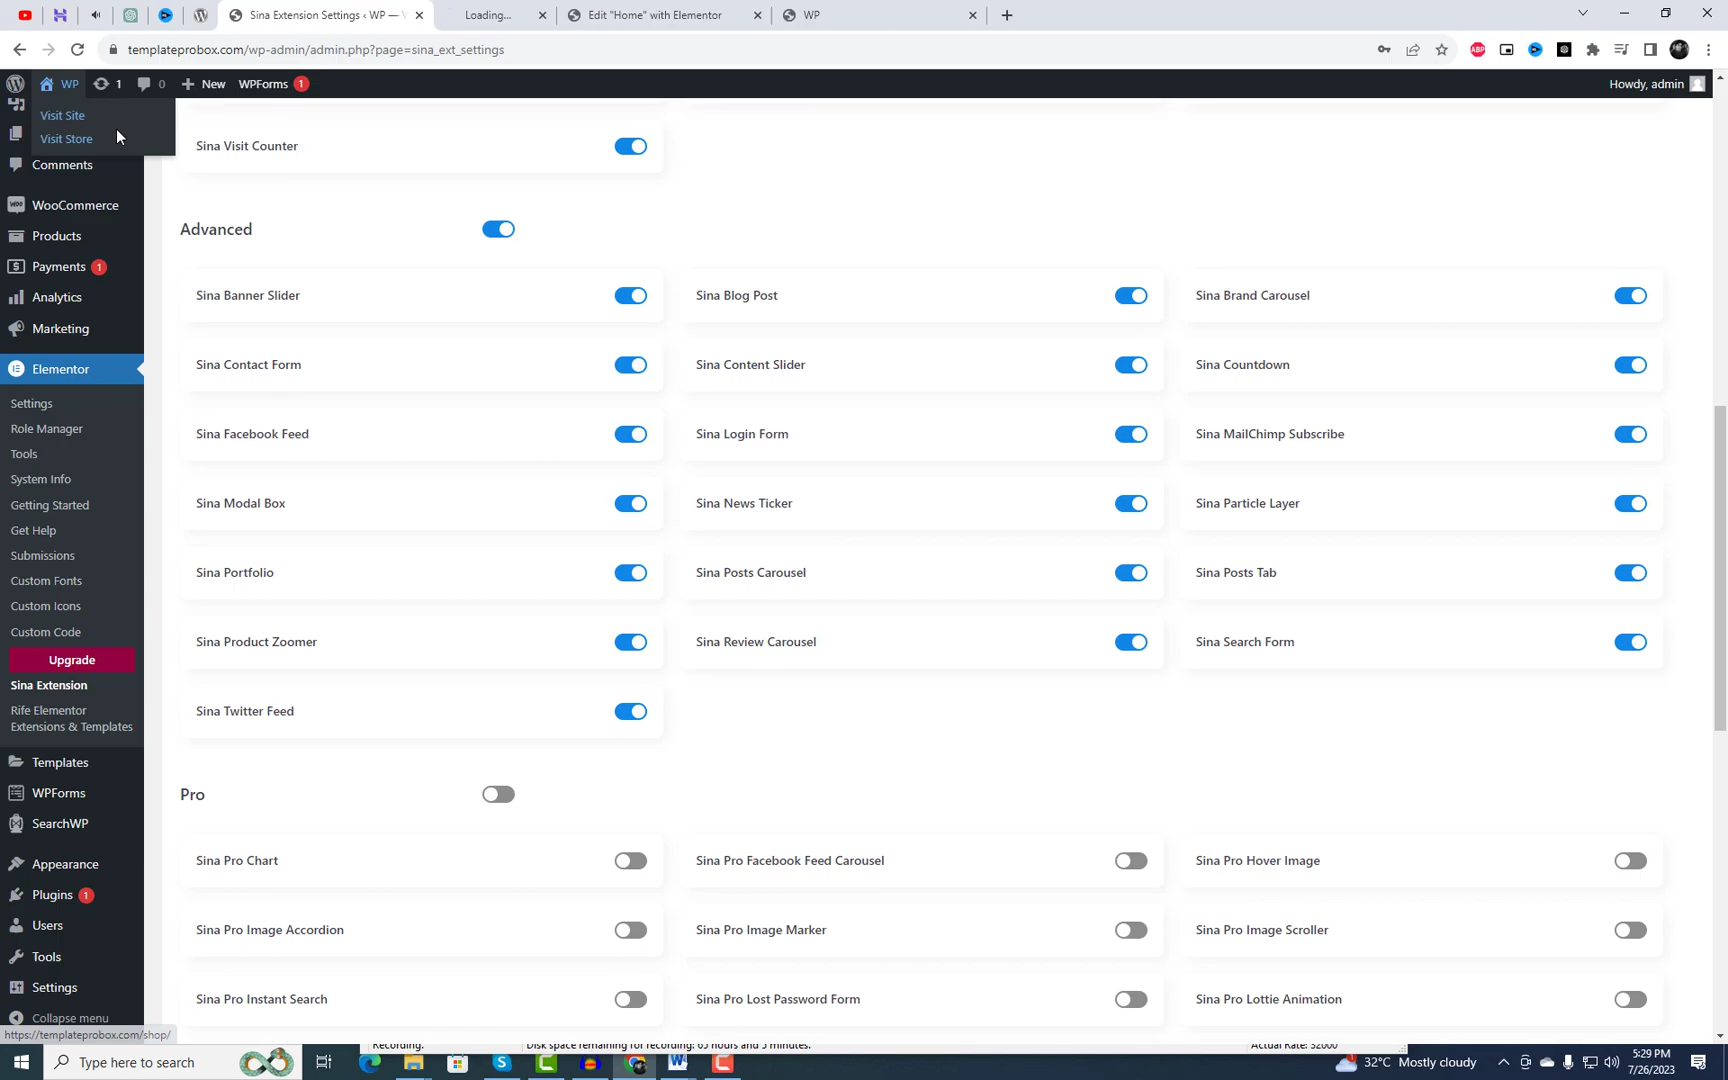 Sina Extension Settings ‹ WP —
Loading...
Edit "Home" with Elementor
WP
templateprobox.com/wp-admin/admin.php?page=sina_ext_settings
ABP
WP
1
0
New
WPForms 1
Howdy, admin
Visit Site
Visit Store
Comments
WooCommerce
Products
Payments 1
Analytics
Marketing
Elementor
Settings
Role Manager
Tools
System Info
Getting Started
Get Help
Submissions
Custom Fonts
Custom Icons
Custom Code
Upgrade
Sina Extension
Rife Elementor
Extensions & Templates
Templates
WPForms
SearchWP
Appearance
Plugins 1
Users
Tools
Settings
Collapse menu
Sina Visit Counter
Advanced
Sina Banner Slider
Sina Blog Post
Sina Brand Carousel
Sina Contact Form
Sina Content Slider
Sina Countdown
Sina Facebook Feed
Sina Login Form
Sina MailChimp Subscribe
Sina Modal Box
Sina News Ticker
Sina Particle Layer
Sina Portfolio
Sina Posts Carousel
Sina Posts Tab
Sina Product Zoomer
Sina Review Carousel
Sina Search Form
Sina Twitter Feed
Pro
Sina Pro Chart
Sina Pro Facebook Feed Carousel
Sina Pro Hover Image
Sina Pro Image Accordion
Sina Pro Image Marker
Sina Pro Image Scroller
Sina Pro Instant Search
Sina Pro Lost Password Form
Sina Pro Lottie Animation
https://templateprobox.com/shop/
Recording.
Disk space remaining for recording: 65 hours and 5 minutes.
Actual Rate: 32000
Type here to search
32°C Mostly cloudy
5:29 PM
7/26/2023